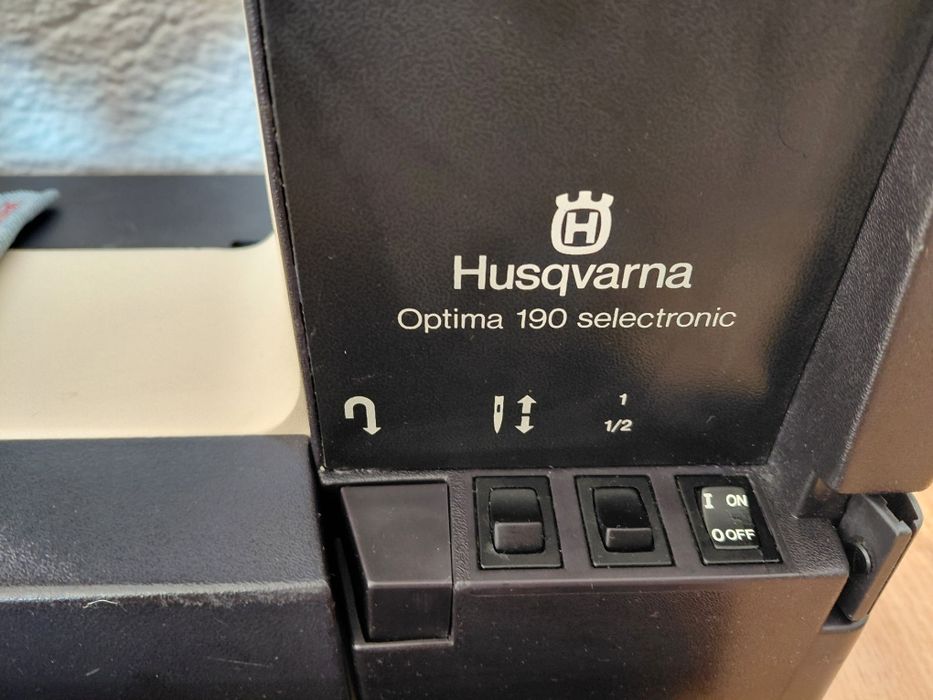 H
Husqvarna
Optima 190 selectronic
1
1/2
I ON
O OFF